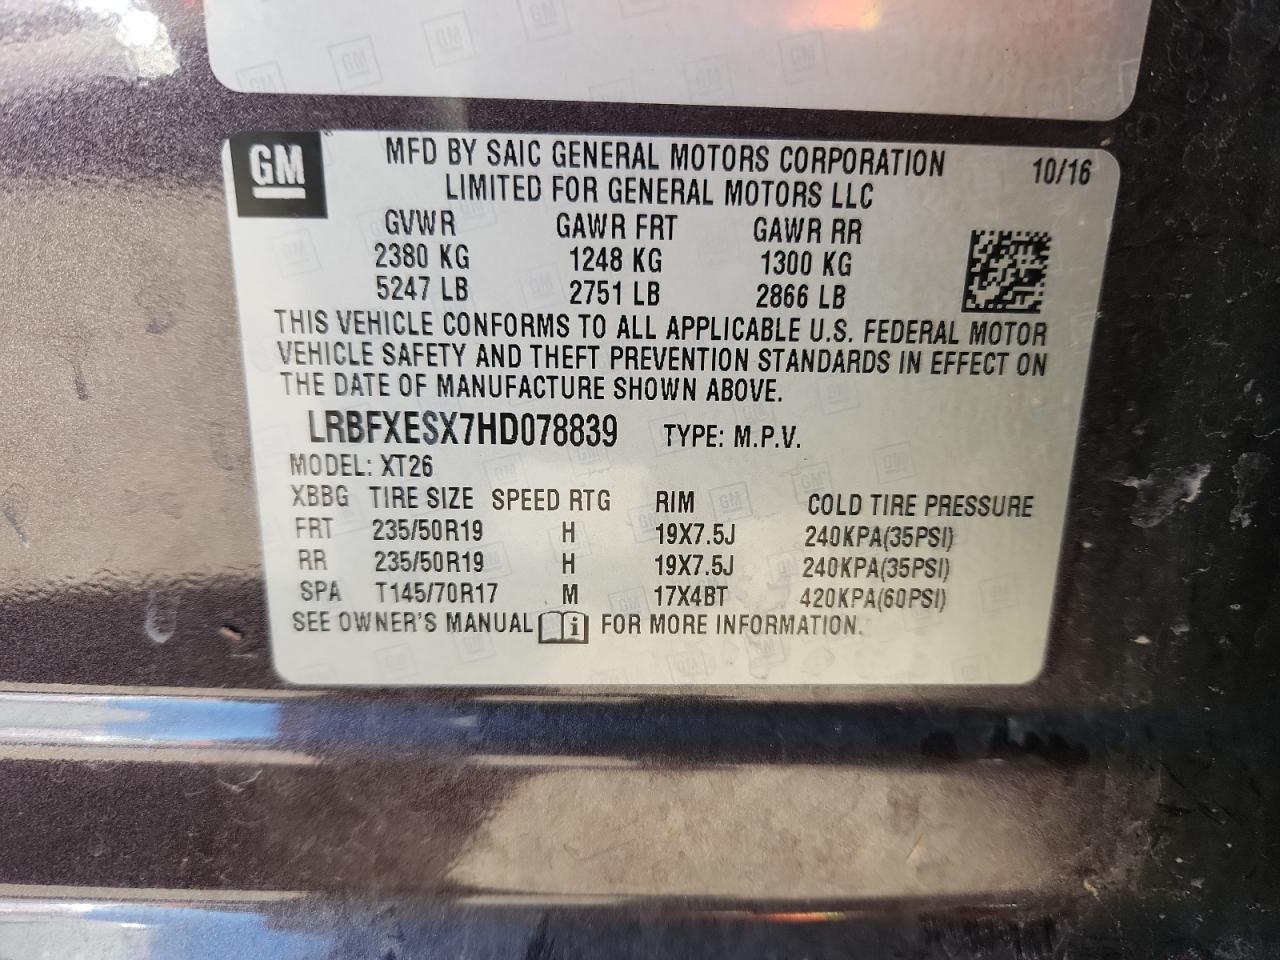 GM
MFD BY SAIC GENERAL MOTORS CORPORATION 10/16
LIMITED FOR GENERAL MOTORS LLC
GVWR GAWR FRT GAWR RR
2380 KG 1248 KG 1300 KG
5247 LB 2751 LB 2866 LB
THIS VEHICLE CONFORMS TO ALL APPLICABLE U.S. FEDERAL MOTOR
VEHICLE SAFETY AND THEFT PREVENTION STANDARDS IN EFFECT ON
THE DATE OF MANUFACTURE SHOWN ABOVE.
LRBFXESX7HD078839 TYPE: M.P.V.
MODEL: XT26
XBBG TIRE SIZE SPEED RTG RIM COLD TIRE PRESSURE
FRT 235/50R19 H 19X7.5J 240KPA(35PSI)
RR 235/50R19 H 19X7.5J 240KPA(35PSI)
SPA T145/70R17 M 17X4BT 420KPA(60PSI)
SEE OWNER'S MANUAL i FOR MORE INFORMATION.